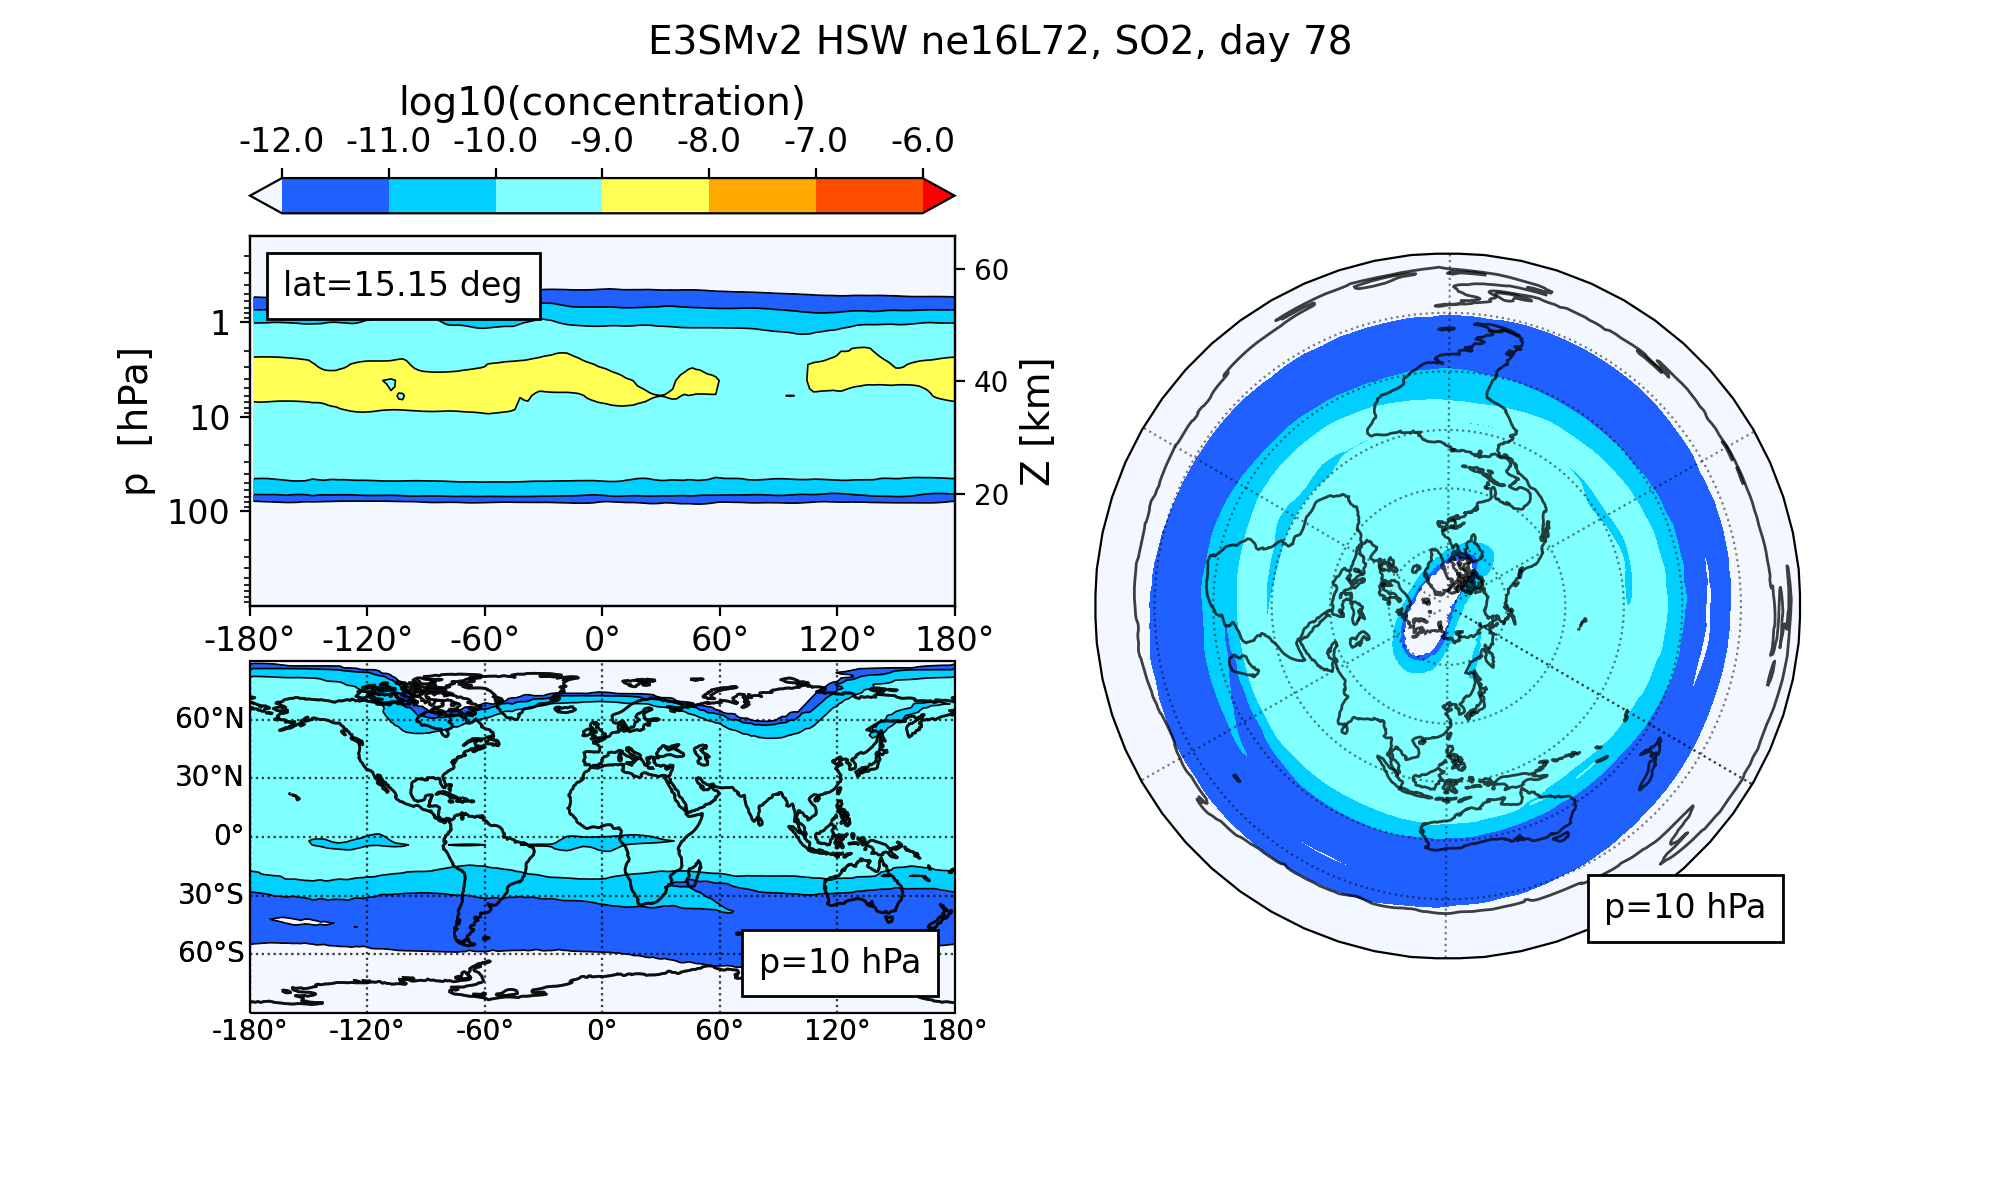 E3SMv2 HSW ne16L72, SO2, day 78
log10(concentration)
-12.0 -11.0 -10.0 -9.0 -8.0 -7.0 -6.0
lat=15.15 deg
p [hPa]
1
10
100
60
40
20
Z [km]
-180° -120° -60° 0° 60° 120° 180°
60°N
30°N
0°
30°S
60°S
p=10 hPa
-180° -120° -60° 0° 60° 120° 180°
p=10 hPa